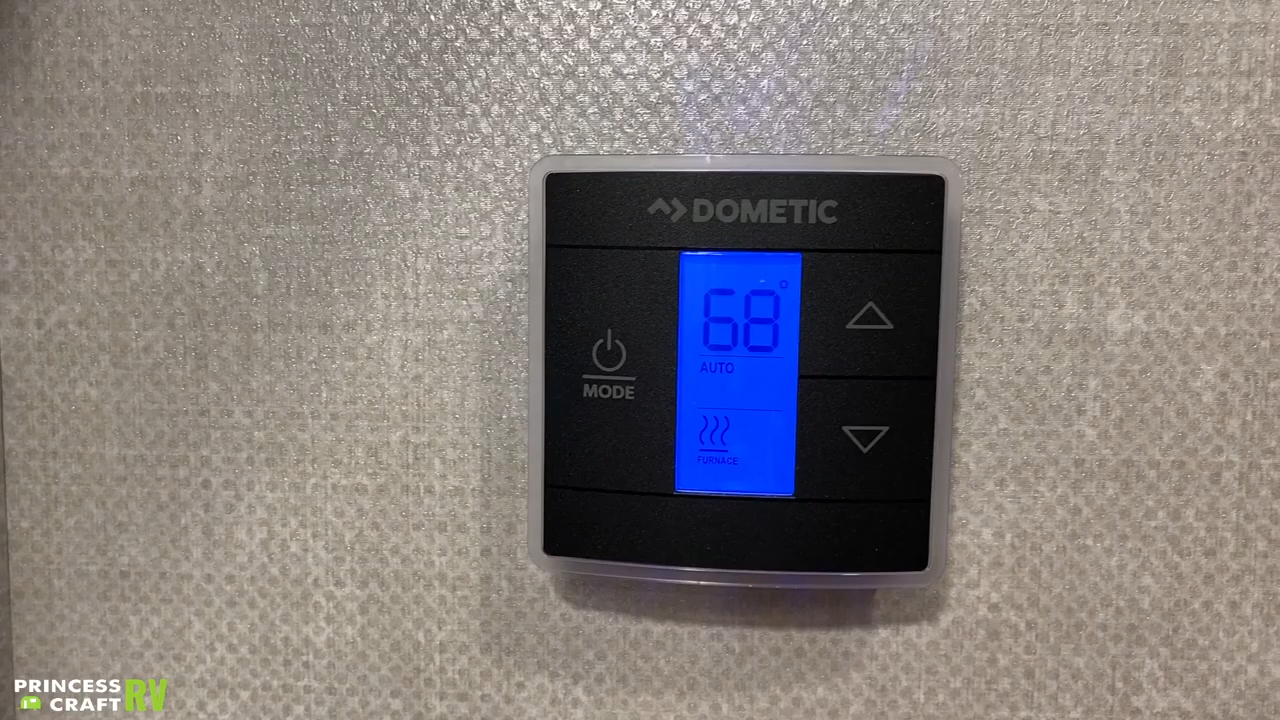 DOMETIC
68°
AUTO
MODE
FURNACE
PRINCESS
CRAFT RV